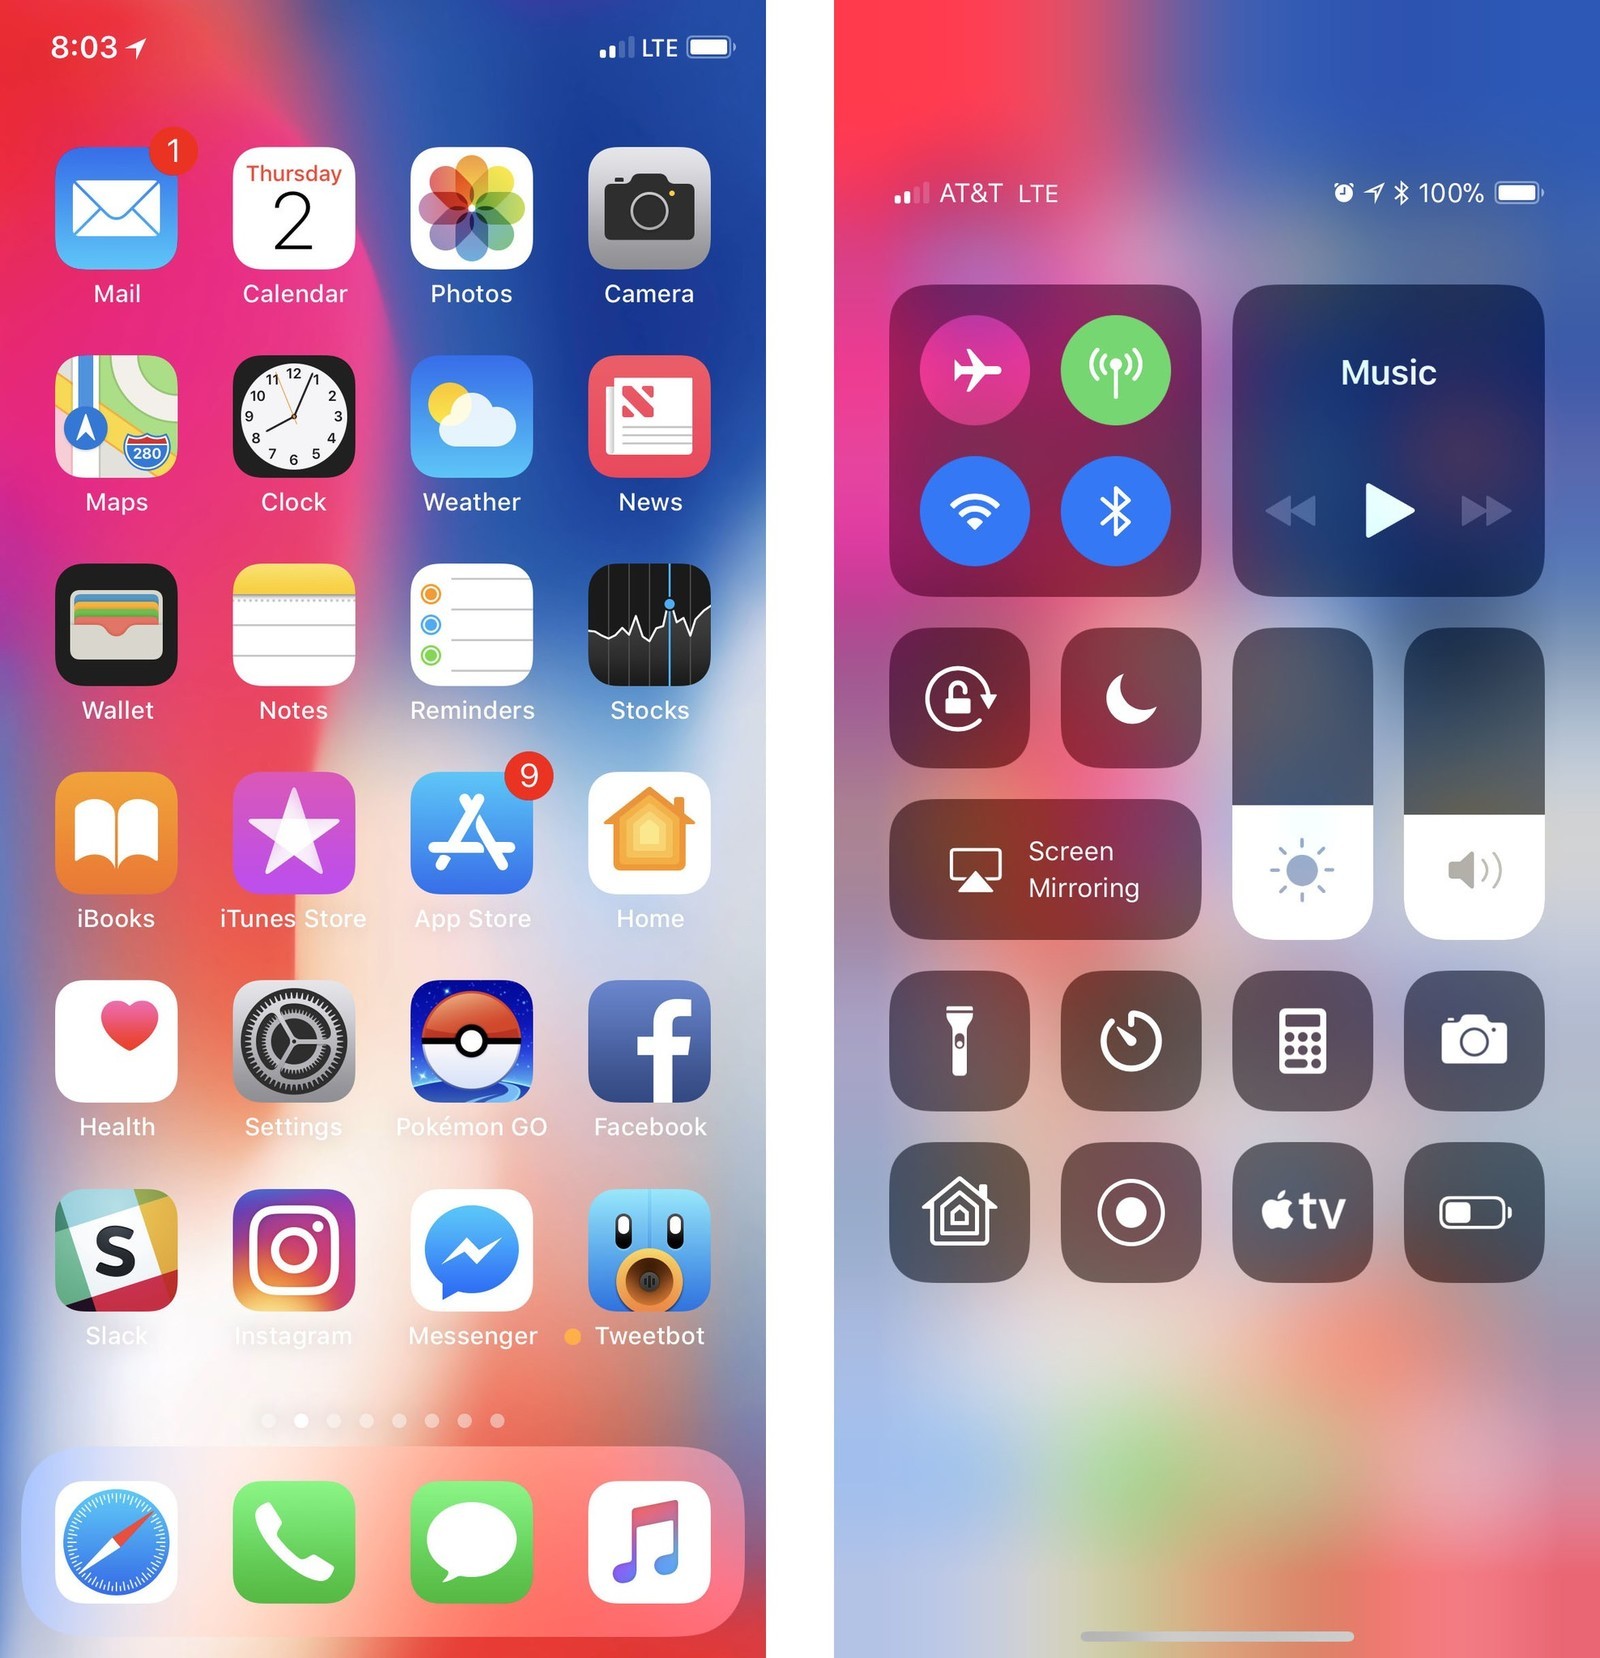 8:03
LTE
1
Thursday
2
Mail
Calendar
Photos
Camera
280
12
11
1
10
2
9
3
8
4
7
5
6
Maps
Clock
Weather
News
Wallet
Notes
Reminders
Stocks
9
iBooks
iTunes Store
App Store
Home
Health
Settings
Pokémon GO
Facebook
S
Slack
Instagram
Messenger
Tweetbot
AT&T LTE
100%
Music
Screen
Mirroring
tv